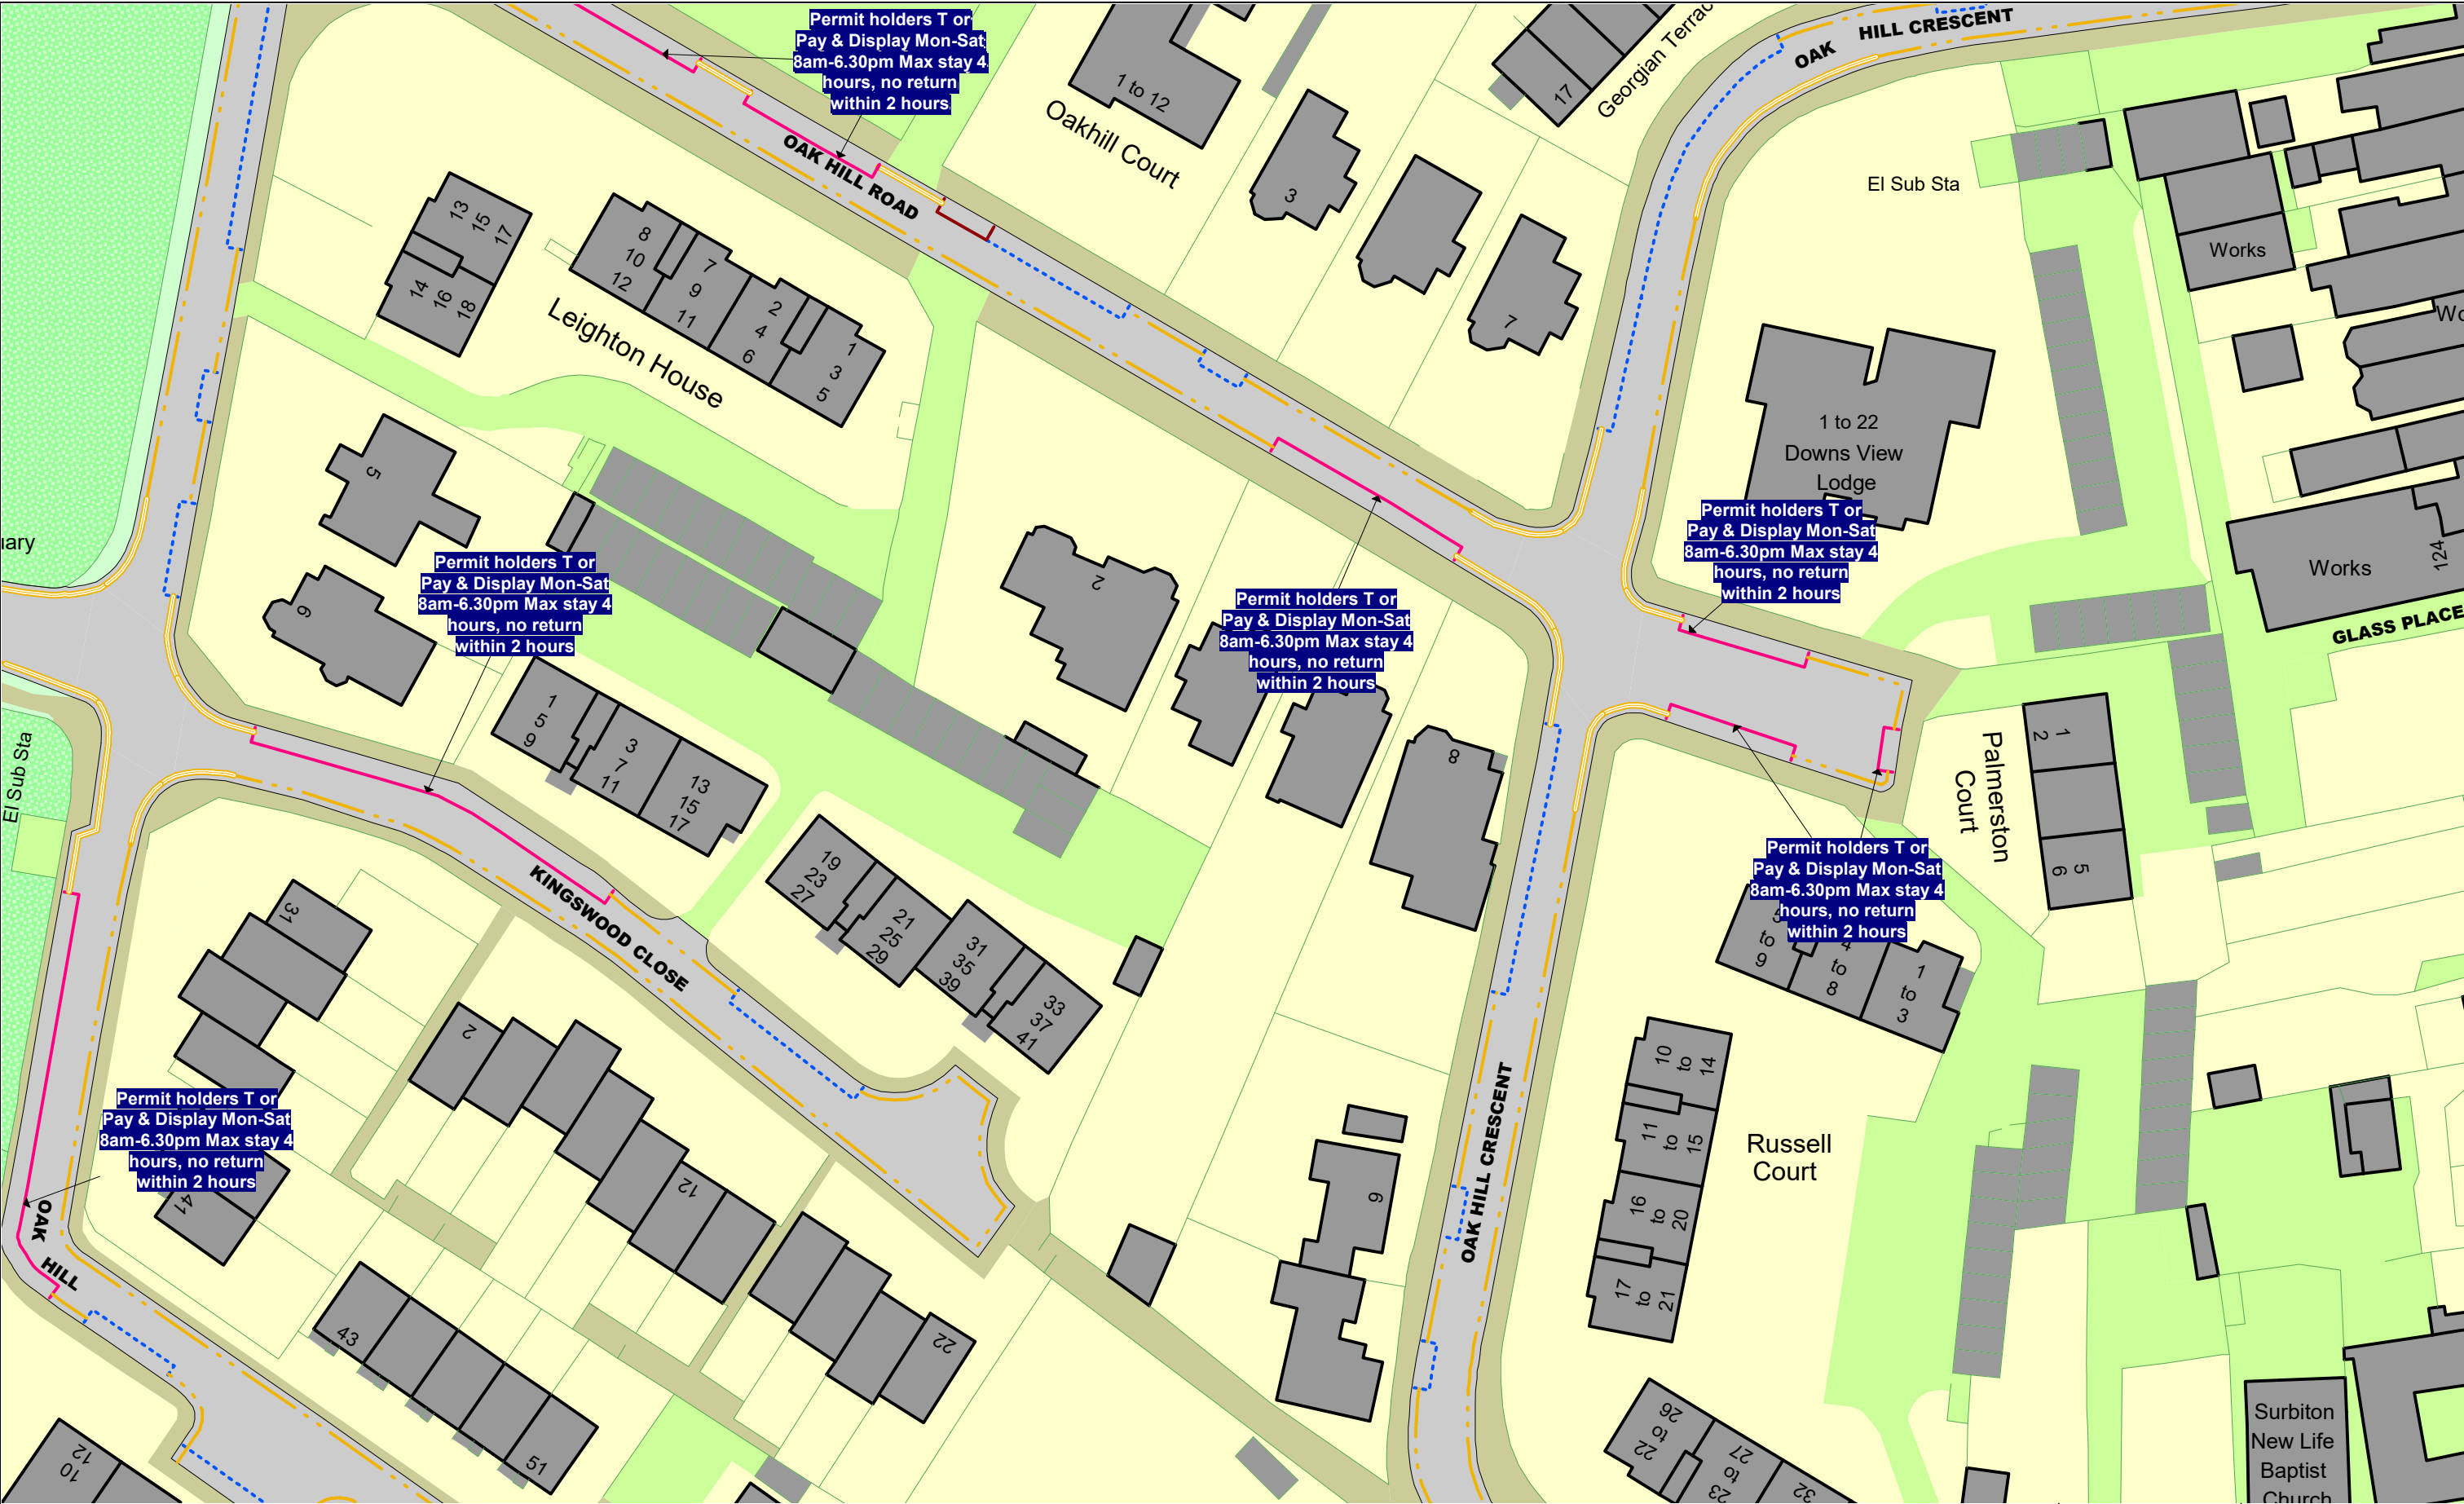 Permit holders T or
Pay & Display Mon-Sat
8am-6.30pm Max stay 4
hours, no return
within 2 hours
OAK HILL CRESCENT
Georgian Terrac
17
1 to 12
Oakhill Court
OAK HILL ROAD
3
7
El Sub Sta
Works
Wo
13
15
17
14
16
18
8
10
12
7
9
11
2
4
6
1
3
5
Leighton House
1 to 22
Downs View
Lodge
Permit holders T or
Pay & Display Mon-Sat
8am-6.30pm Max stay 4
hours, no return
within 2 hours
5
6
iary
Permit holders T or
Pay & Display Mon-Sat
8am-6.30pm Max stay 4
hours, no return
within 2 hours
2
Permit holders T or
Pay & Display Mon-Sat
8am-6.30pm Max stay 4
hours, no return
within 2 hours
Works
124
GLASS PLACE
El Sub Sta
1
5
9
3
7
11
13
15
17
8
Palmerston
Court
1
2
5
6
Permit holders T or
Pay & Display Mon-Sat
8am-6.30pm Max stay 4
hours, no return
within 2 hours
5
to
9
4
to
8
1
to
3
19
23
27
21
25
29
31
35
39
33
37
41
KINGSWOOD CLOSE
31
2
12
22
Permit holders T or
Pay & Display Mon-Sat
8am-6.30pm Max stay 4
hours, no return
within 2 hours
41
OAK
HILL
43
51
12
10
OAK HILL CRESCENT
9
10
to
14
11
to
15
16
to
20
17
to
21
Russell
Court
26
to
22
27
to
23
32
Surbiton
New Life
Baptist
Church